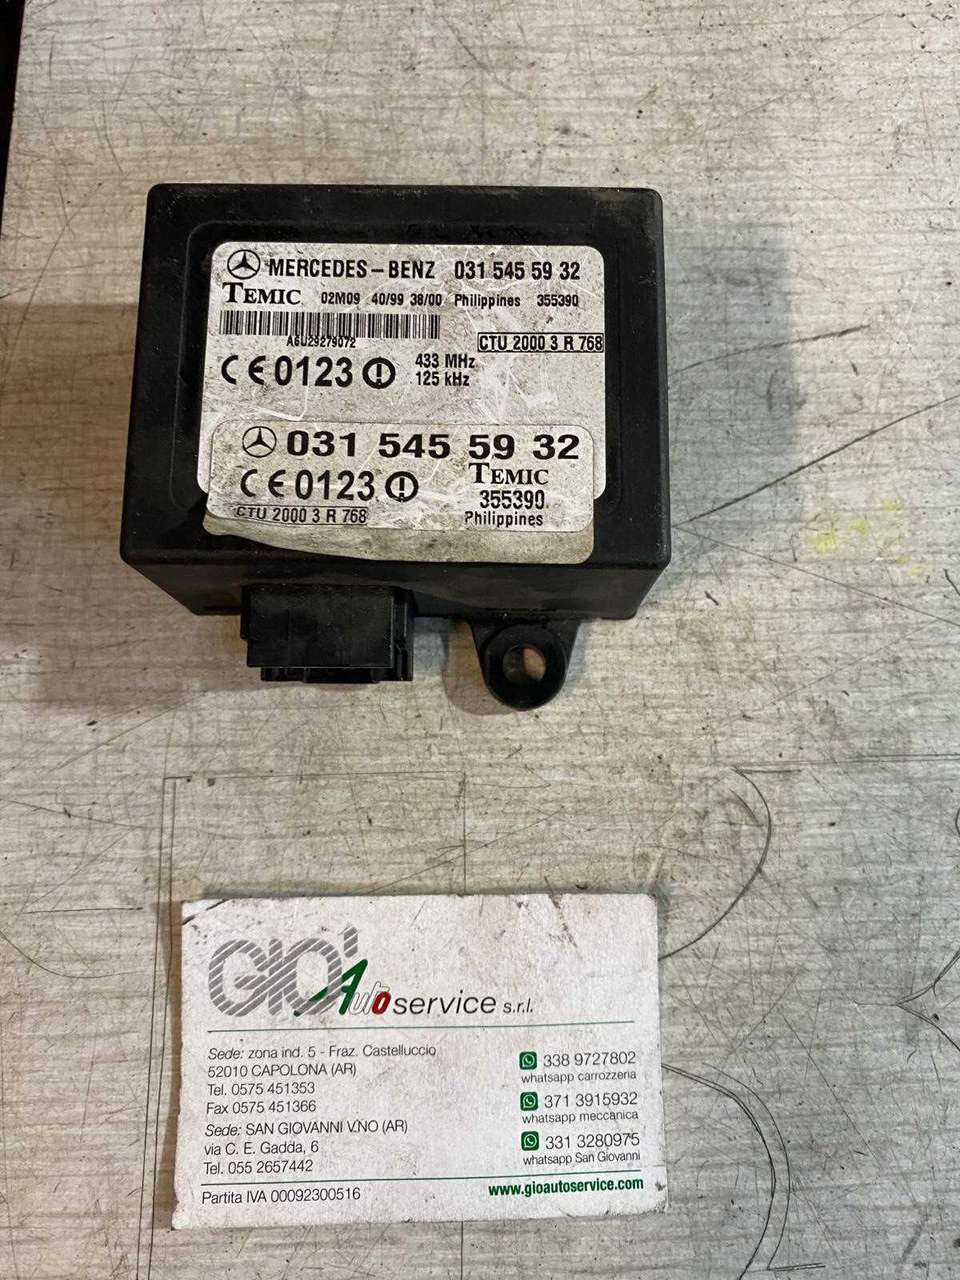 MERCEDES-BENZ 031 545 59 32
TEMIC 02M09 40/99 38/00 Philippines 355390
A6U29279072
CTU 2000 3 R 768
CE 0123 433 MHz
125 kHz
031 545 59 32
CE 0123 TEMIC
355390
CTU 2000 3 R 768 Philippines
GIO' Auto service s.r.l.
Sede: zona ind. 5 - Fraz. Castelluccio
52010 CAPOLONA (AR)
Tel. 0575 451353
Fax 0575 451366
Sede: SAN GIOVANNI V.NO (AR)
via C. E. Gadda, 6
Tel. 055 2657442
Partita IVA 00092300516
338 9727802
whatsapp carrozzeria
371 3915932
whatsapp meccanica
331 3280975
whatsapp San Giovanni
www.gioautoservice.com